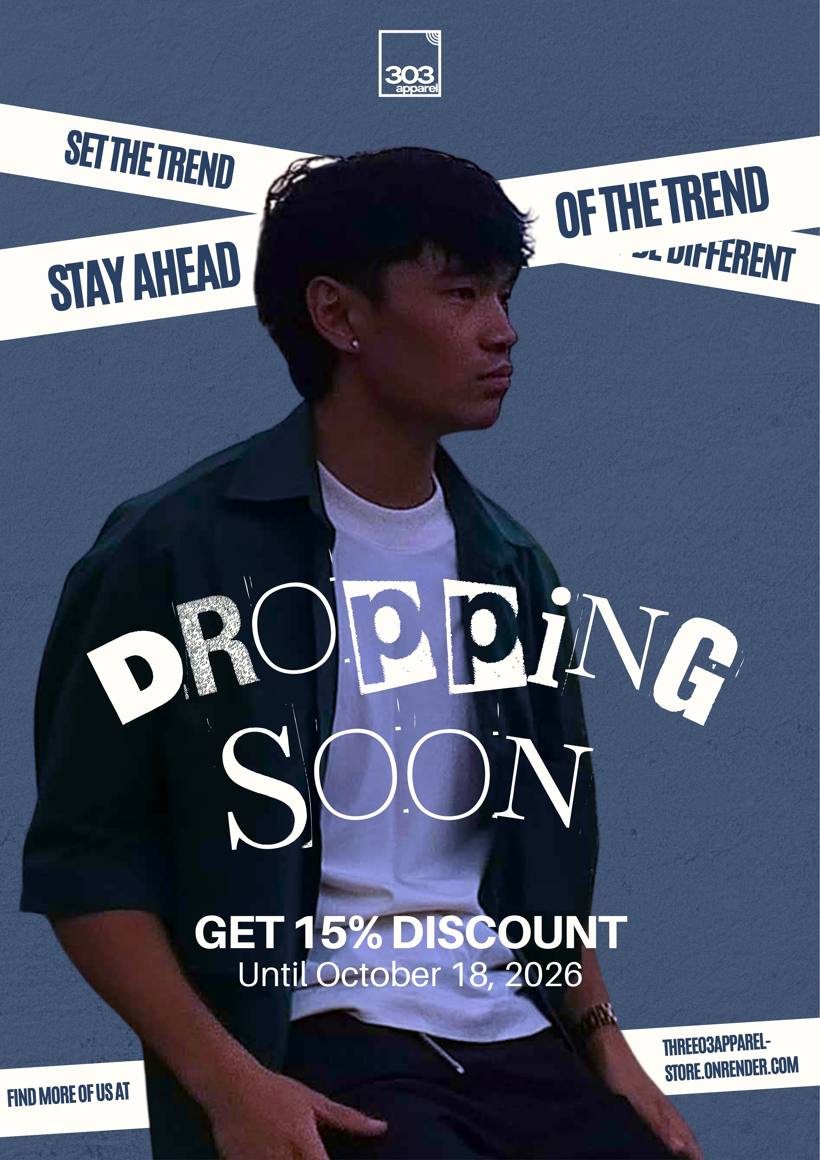 303
apparel
SET THE TREND
OF THE TREND
STAY AHEAD
DIFFERENT
DROppiNG
SOON
GET 15% DISCOUNT
Until October 18, 2026
THREE03APPAREL-
STORE.ONRENDER.COM
FIND MORE OF US AT